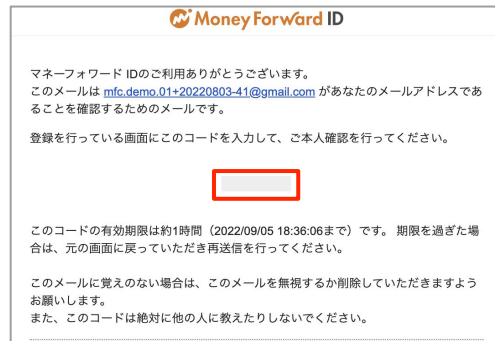 Money Forward ID
マネーフォワード IDのご利用ありがとうございます。
このメールは mfc.demo.01+20220803-41@gmail.com があなたのメールアドレスであ
ることを確認するためのメールです。
登録を行っている画面にこのコードを入力して、ご本人確認を行ってください。
このコードの有効期限は約1時間（2022/09/05 18:36:06まで）です。 期限を過ぎた場
合は、元の画面に戻っていただき再送信を行ってください。
このメールに覚えのない場合は、このメールを無視するか削除していただきますよう
お願いします。
また、このコードは絶対に他の人に教えたりしないでください。